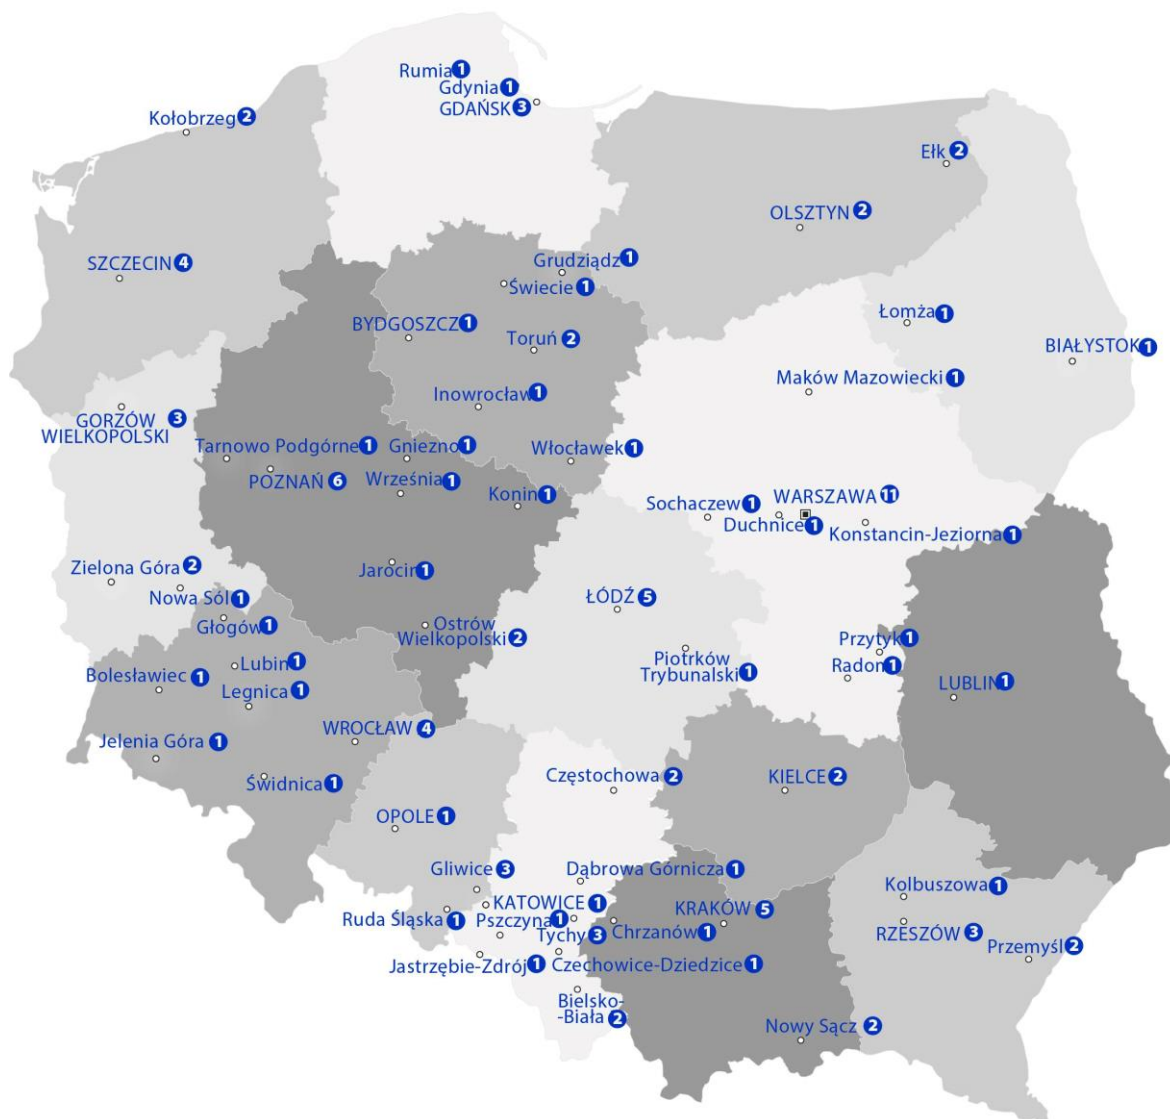 Rumia 1
Gdynia 1
GDAŃSK 3
Kołobrzeg 2
Ełk 2
OLSZTYN 2
SZCZECIN 4
Grudziądz 1
Świecie 1
Łomża 1
BYDGOSZCZ 1
Toruń 2
BIAŁYSTOK 1
Maków Mazowiecki 1
Inowrocław 1
GORZÓW 3
WIELKOPOLSKI
Tarnowo Podgórne 1
Gniezno 1
Włocławek 1
POZNAŃ 6
Września 1
Konin 1
Sochaczew 1
WARSZAWA 11
Duchnice 1
Konstancin-Jeziorna 1
Zielona Góra 2
Jarocin 1
Nowa Sól 1
ŁÓDŹ 5
Głogów 1
Ostrów
Wielkopolski 2
Przytyk 1
Piotrków
Trybunalski 1
Radom 1
Lubin 1
Bolesławiec 1
Legnica 1
LUBLIN 1
WROCŁAW 4
Jelenia Góra 1
Świdnica 1
Częstochowa 2
KIELCE 2
OPOLE 1
Gliwice 3
Dąbrowa Górnicza 1
Kolbuszowa 1
KATOWICE 1
KRAKÓW 5
Ruda Śląska 1
Pszczyna 1
Tychy 3
Chrzanów 1
RZESZÓW 3
Przemyśl 2
Jastrzębie-Zdrój 1
Czechowice-Dziedzice 1
Bielsko-
-Biała 2
Nowy Sącz 2